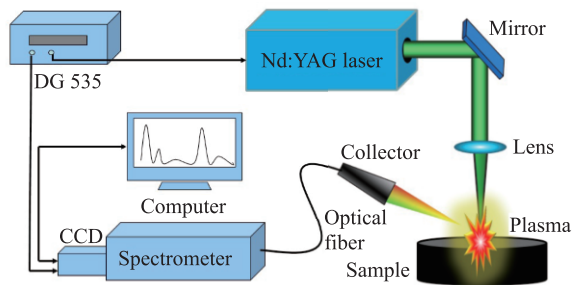 Mirror
Nd:YAG laser
DG 535
Lens
Collector
Computer
Optical
fiber
Plasma
CCD
Spectrometer
Sample